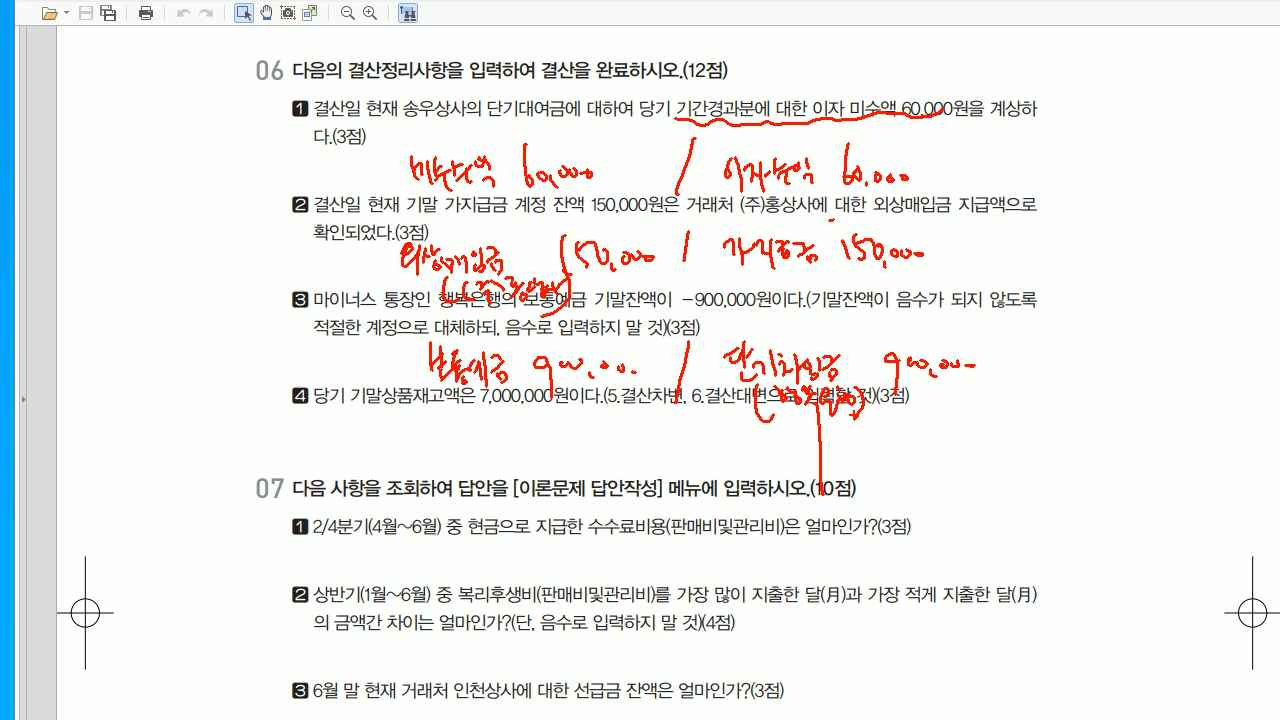 06 다음의 결산정리사항을 입력하여 결산을 완료하시오.(12점)
1 결산일 현재 송우상사의 단기대여금에 대하여 당기 기간경과분에 대한 이자 미수액 60,000원을 계상하
다.(3점)
미수수익 60,000 / 이자수익 60,000
2 결산일 현재 기말 가지급금 계정 잔액 150,000원은 거래처 (주)홍상사에 대한 외상매입금 지급액으로
확인되었다.(3점)
외상매입금 150,000 / 가지급금 150,000
3 마이너스 통장인 행복은행의 보통예금 기말잔액이 -900,000원이다.(기말잔액이 음수가 되지 않도록
적절한 계정으로 대체하되, 음수로 입력하지 말 것)(3점)
보통예금 900,000 / 단기차입금 900,000
(행복은행)
4 당기 기말상품재고액은 7,000,000원이다.(5.결산차변, 6.결산대변으로 입력할 것)(3점)
07 다음 사항을 조회하여 답안을 [이론문제 답안작성] 메뉴에 입력하시오.(10점)
1 2/4분기(4월~6월) 중 현금으로 지급한 수수료비용(판매비및관리비)은 얼마인가?(3점)
2 상반기(1월~6월) 중 복리후생비(판매비및관리비)를 가장 많이 지출한 달(月)과 가장 적게 지출한 달(月)
의 금액간 차이는 얼마인가?(단, 음수로 입력하지 말 것)(4점)
3 6월 말 현재 거래처 인천상사에 대한 선급금 잔액은 얼마인가?(3점)